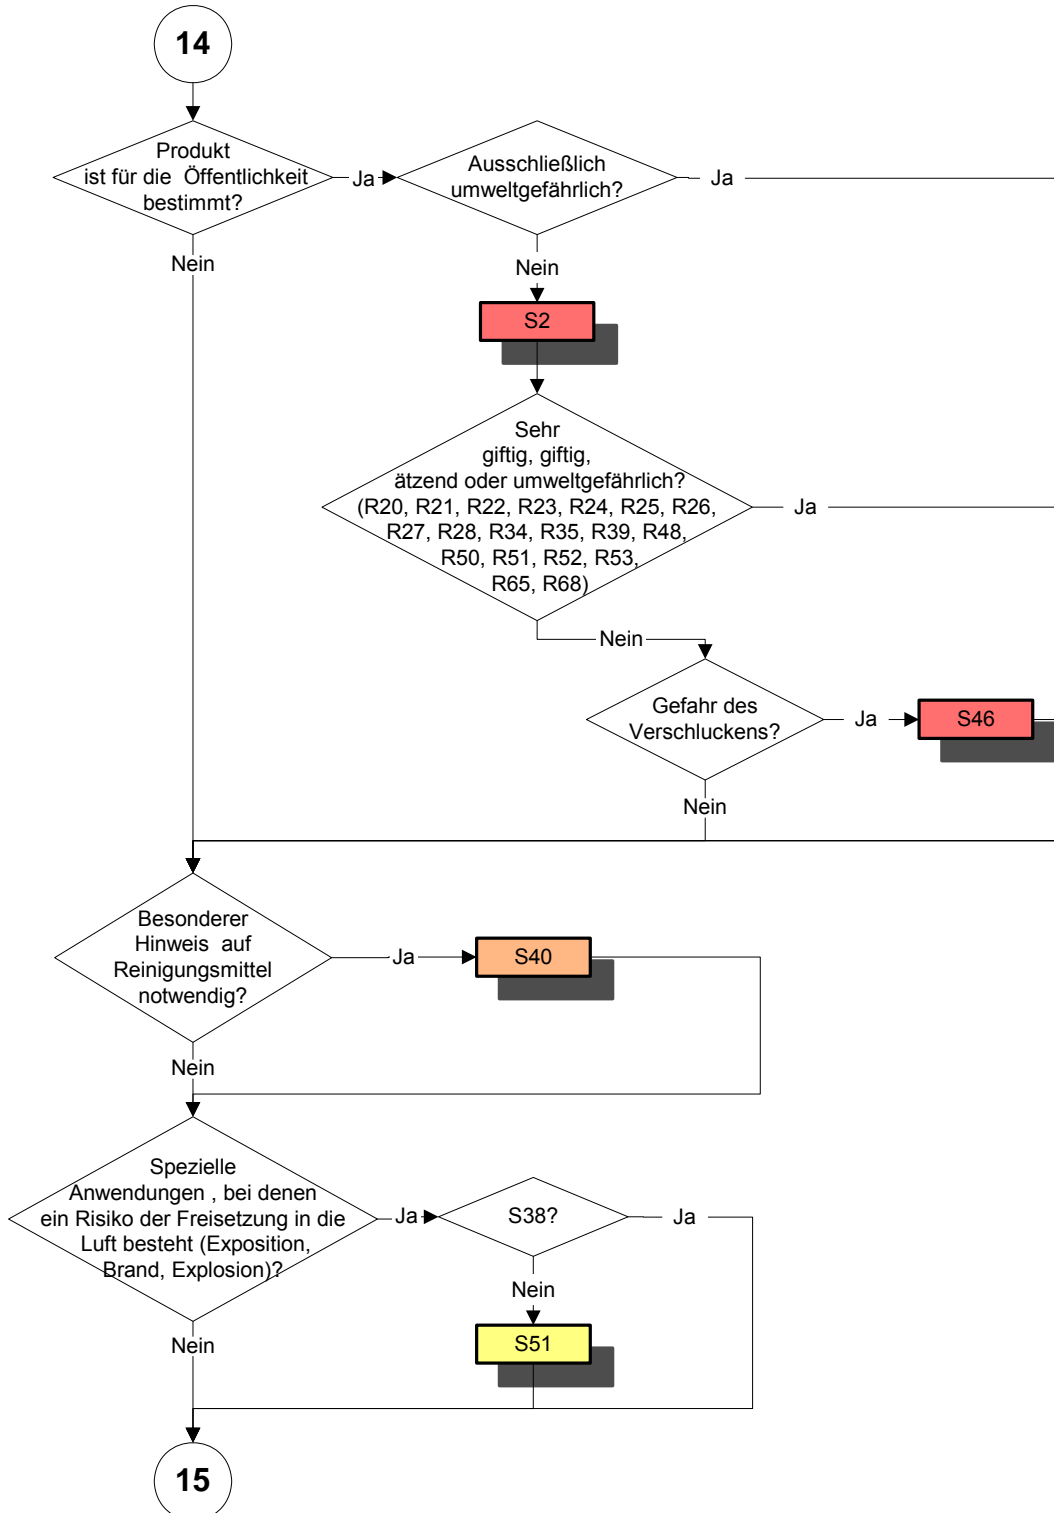 14
Produkt
ist für die Öffentlichkeit
bestimmt?
Ja
Ausschließlich
umweltgefährlich?
Ja
Nein
Nein
S2
Sehr
giftig, giftig,
ätzend oder umweltgefährlich?
(R20, R21, R22, R23, R24, R25, R26,
R27, R28, R34, R35, R39, R48,
R50, R51, R52, R53,
R65, R68)
Ja
Nein
Gefahr des
Verschluckens?
Ja
S46
Nein
Besonderer
Hinweis auf
Reinigungsmittel
notwendig?
Ja
S40
Nein
Spezielle
Anwendungen , bei denen
ein Risiko der Freisetzung in die
Luft besteht (Exposition,
Brand, Explosion)?
Ja
S38?
Ja
Nein
S51
Nein
15